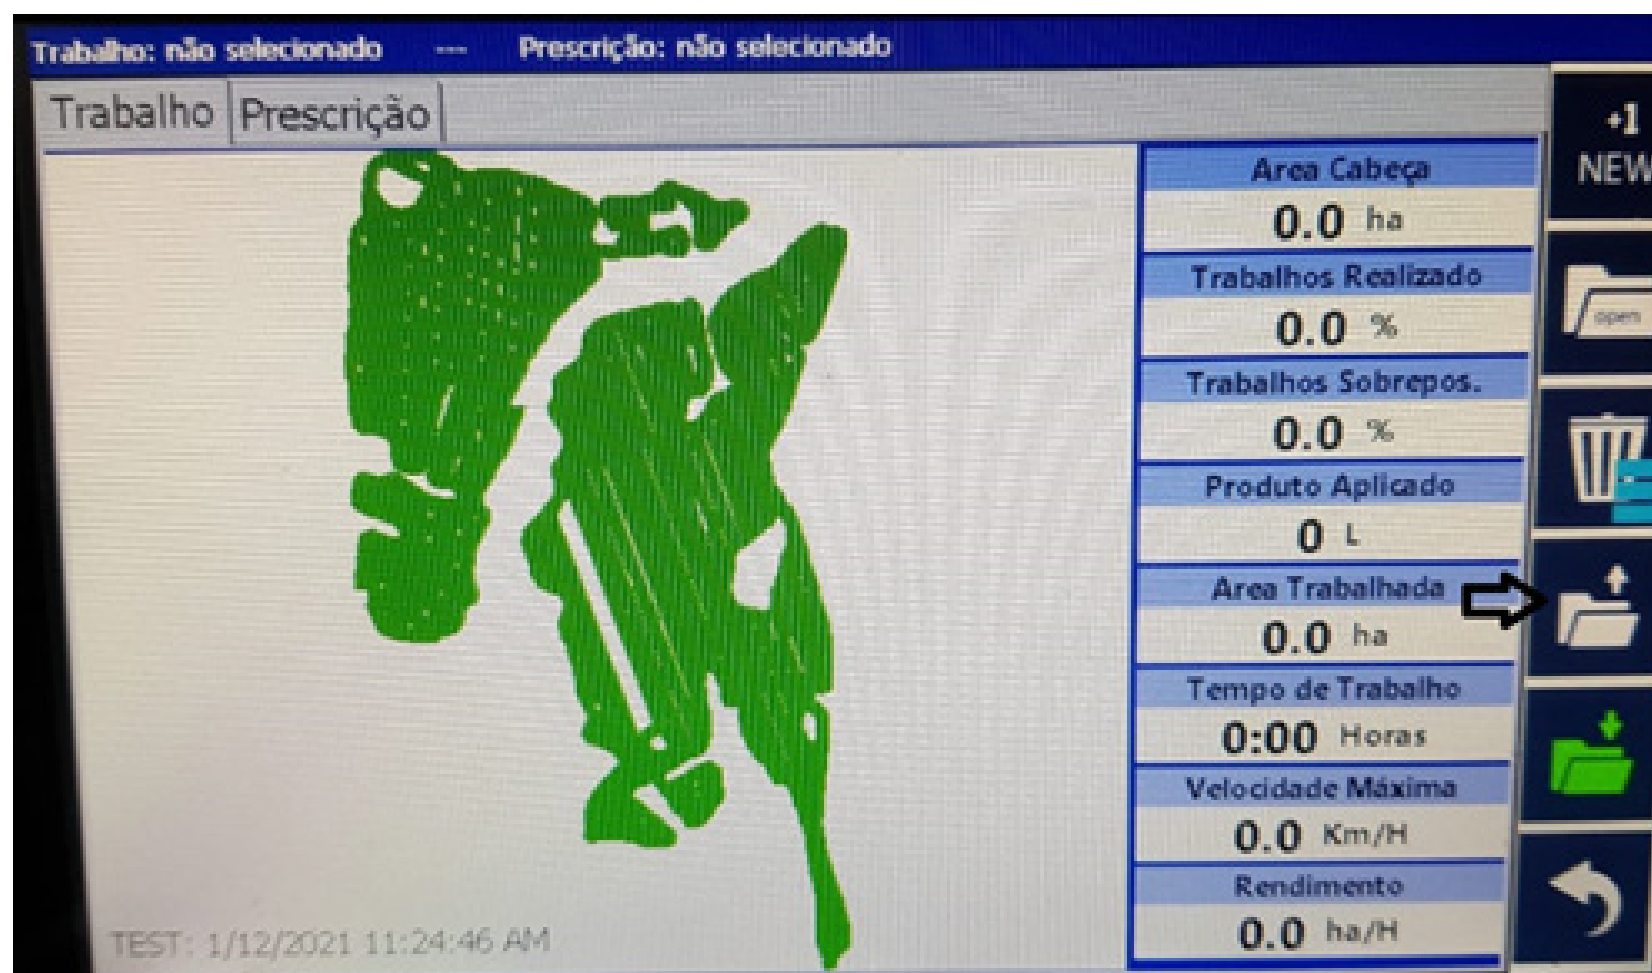 Trabalho: não selecionado --- Prescrição: não selecionado
Trabalho Prescrição
Area Cabeça
0.0 ha
Trabalhos Realizado
0.0 %
Trabalhos Sobrepos.
0.0 %
Produto Aplicado
0 L
Area Trabalhada
0.0 ha
Tempo de Trabalho
0:00 Horas
Velocidade Máxima
0.0 Km/H
Rendimento
0.0 ha/H
+1
NEW
open
TEST: 1/12/2021 11:24:46 AM